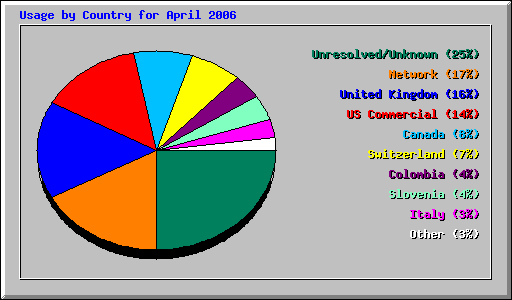 Usage by Country for April 2006
Unresolved/Unknown (25%)
Network (17%)
United Kingdom (16%)
US Commercial (14%)
Canada (8%)
Switzerland (7%)
Colombia (4%)
Slovenia (4%)
Italy (3%)
Other (3%)